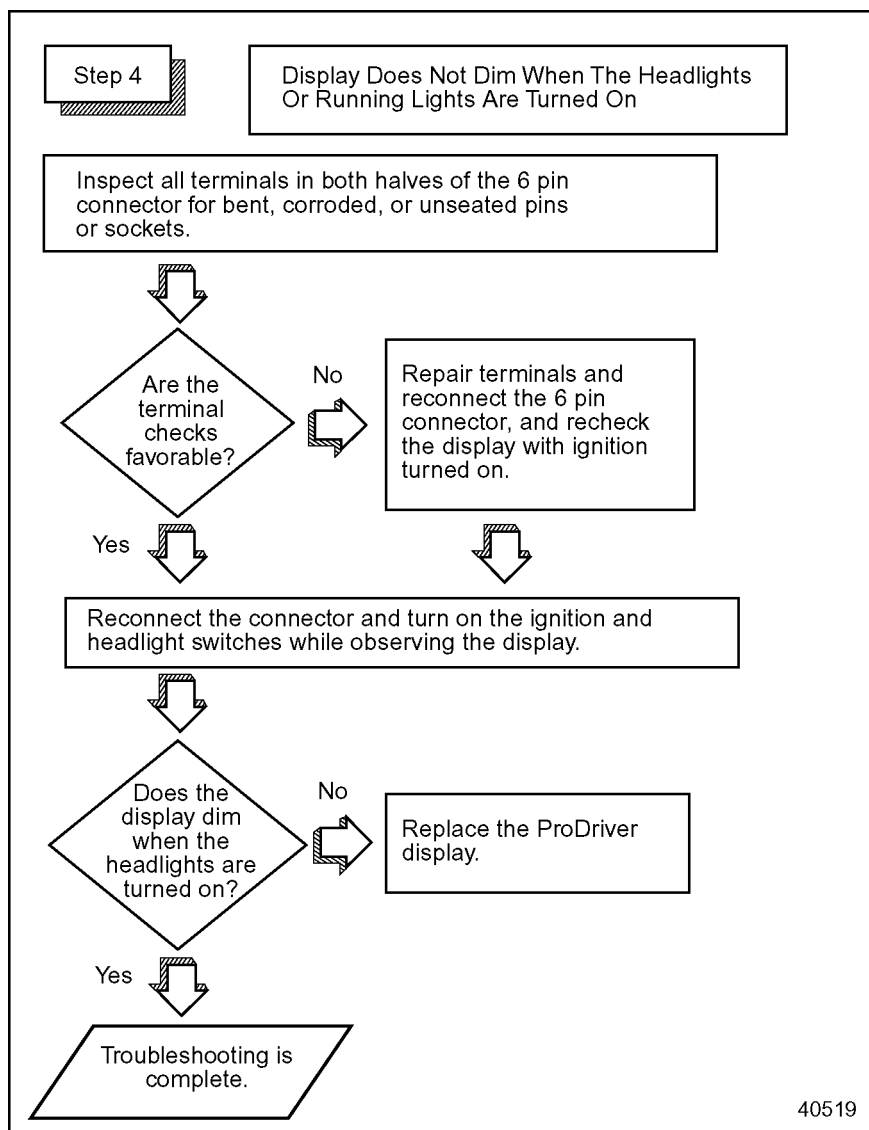 Step 4
Display Does Not Dim When The Headlights
Or Running Lights Are Turned On
Inspect all terminals in both halves of the 6 pin
connector for bent, corroded, or unseated pins
or sockets.
Are the
terminal
checks
favorable?
No
Repair terminals and
reconnect the 6 pin
connector, and recheck
the display with ignition
turned on.
Yes
Reconnect the connector and turn on the ignition and
headlight switches while observing the display.
Does the
display dim
when the
headlights are
turned on?
No
Replace the ProDriver
display.
Yes
Troubleshooting is
complete.
40519